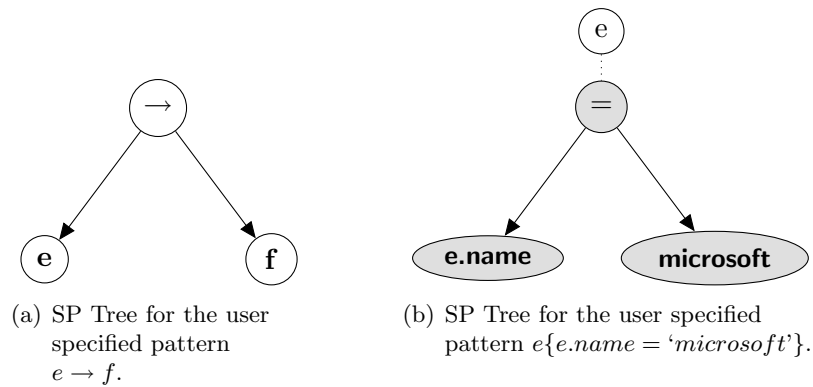 →
e
f
(a) SP Tree for the user
specified pattern
e → f.
e
=
e.name
microsoft
(b) SP Tree for the user specified
pattern e{e.name = ‘microsoft’}.